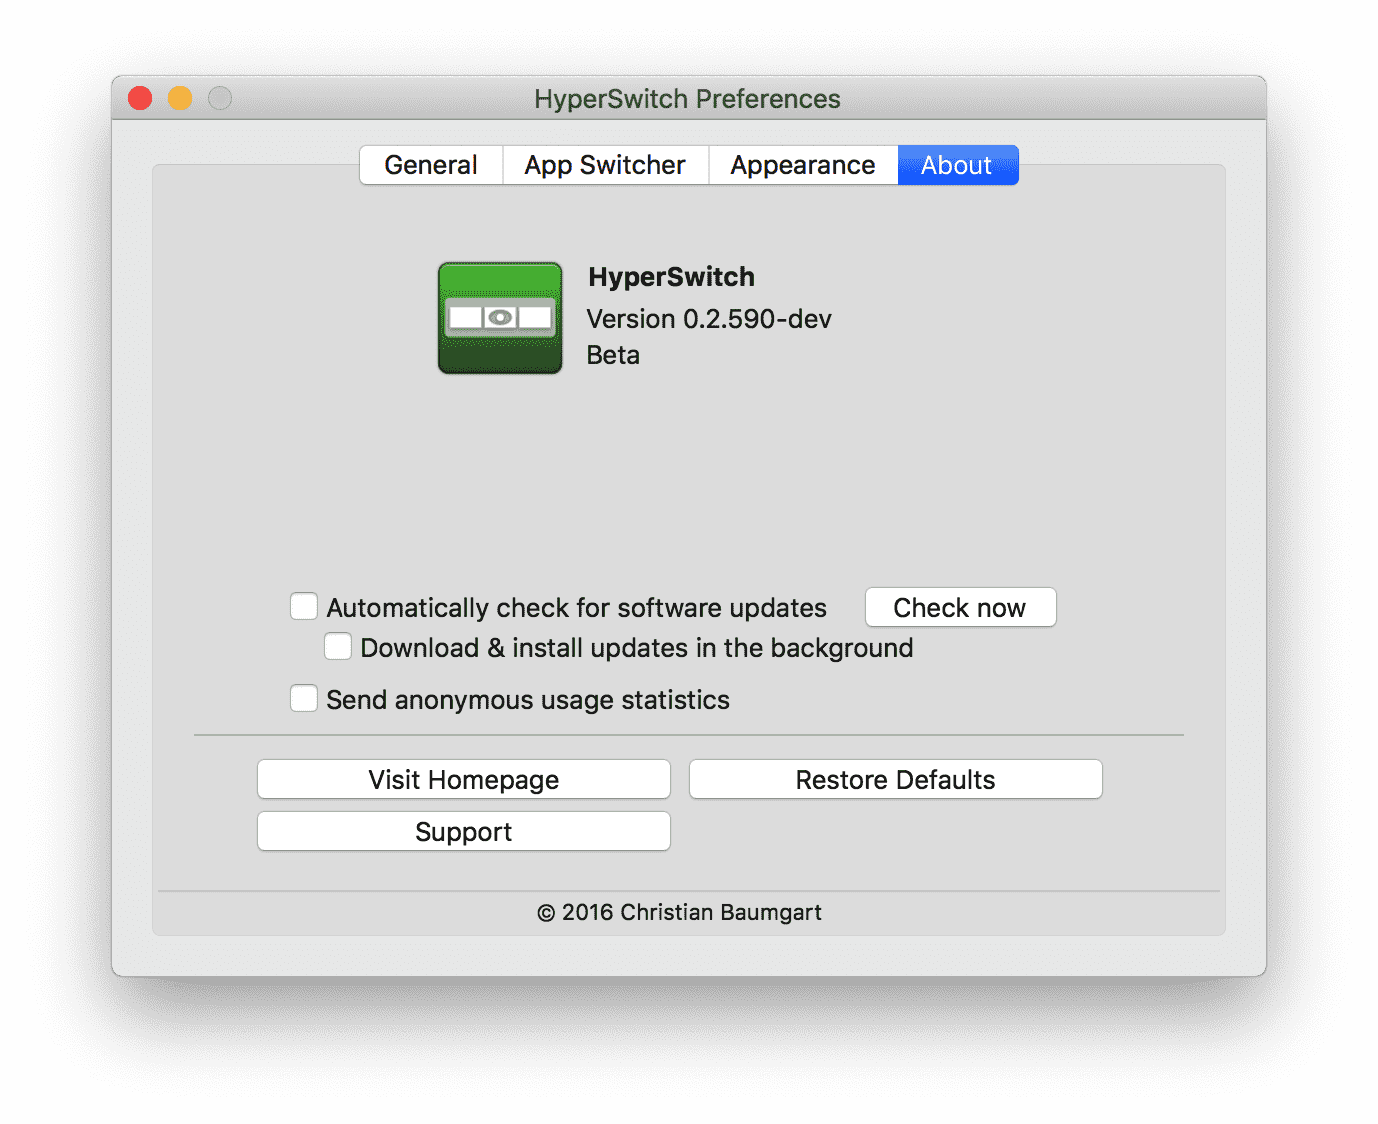 HyperSwitch Preferences
General App Switcher Appearance About
HyperSwitch
Version 0.2.590-dev
Beta
Automatically check for software updates Check now
Download & install updates in the background
Send anonymous usage statistics
Visit Homepage Restore Defaults
Support
© 2016 Christian Baumgart